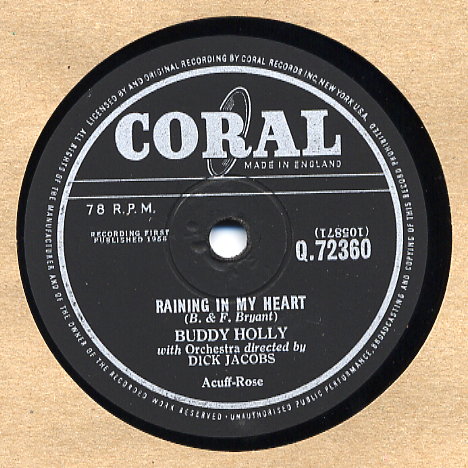 ALL RIGHTS OF THE MANUFACTURER AND OF THE OWNER OF THE RECORDED WORK RESERVED · UNAUTHORISED PUBLIC PERFORMANCE, BROADCASTING AND COPYING OF THIS RECORD PROHIBITED
LICENSED BY AND ORIGINAL RECORDING BY CORAL RECORDS INC. NEW YORK U.S.A.
CORAL
MADE IN ENGLAND
78 R.P.M.
RECORDING FIRST
PUBLISHED 1958
(105871)
Q.72360
RAINING IN MY HEART
(B. & F. Bryant)
BUDDY HOLLY
with Orchestra directed by
DICK JACOBS
Acuff-Rose